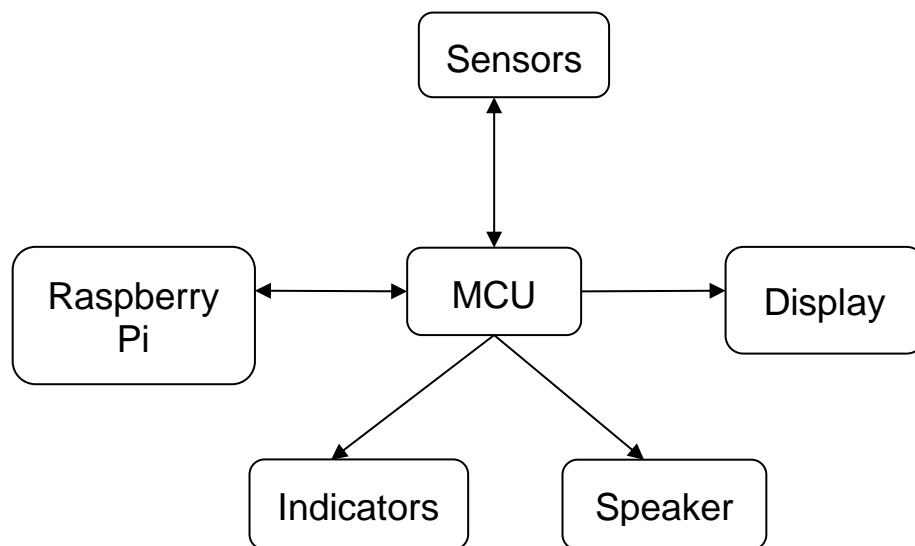 Sensors
Raspberry
Pi
MCU
Display
Indicators
Speaker